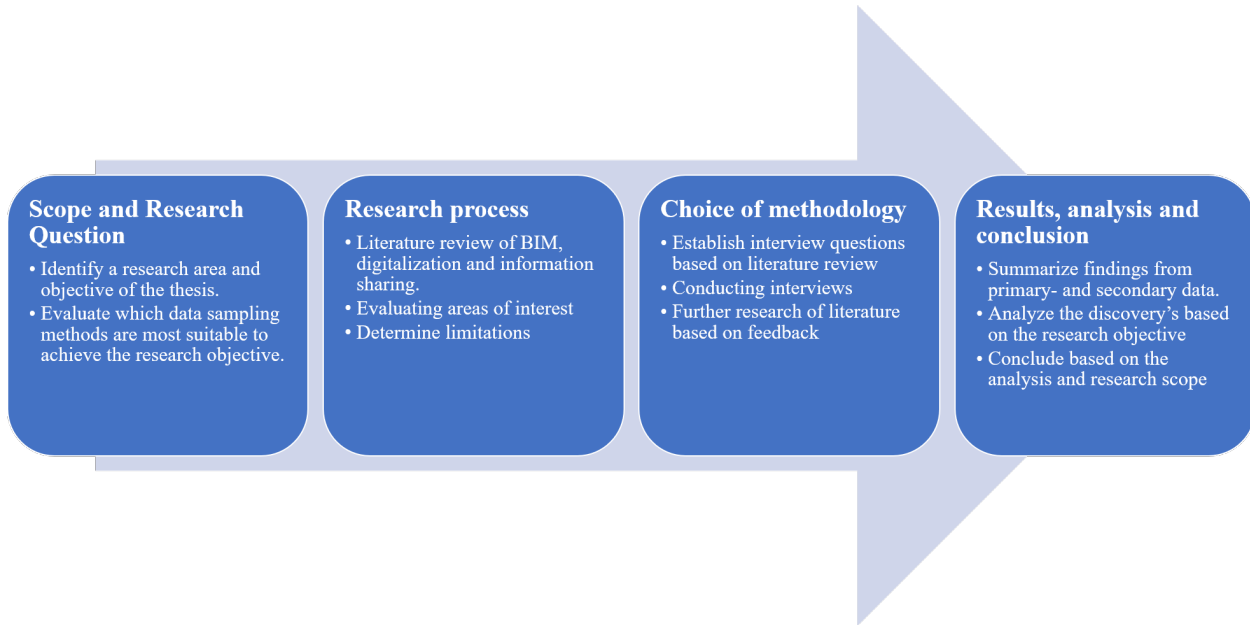 Scope and Research
Question
• Identify a research area and
objective of the thesis.
• Evaluate which data sampling
methods are most suitable to
achieve the research objective.
Research process
• Literature review of BIM,
digitalization and information
sharing.
• Evaluating areas of interest
• Determine limitations
Choice of methodology
• Establish interview questions
based on literature review
• Conducting interviews
• Further research of literature
based on feedback
Results, analysis and
conclusion
• Summarize findings from
primary- and secondary data.
• Analyze the discovery's based
on the research objective
• Conclude based on the
analysis and research scope